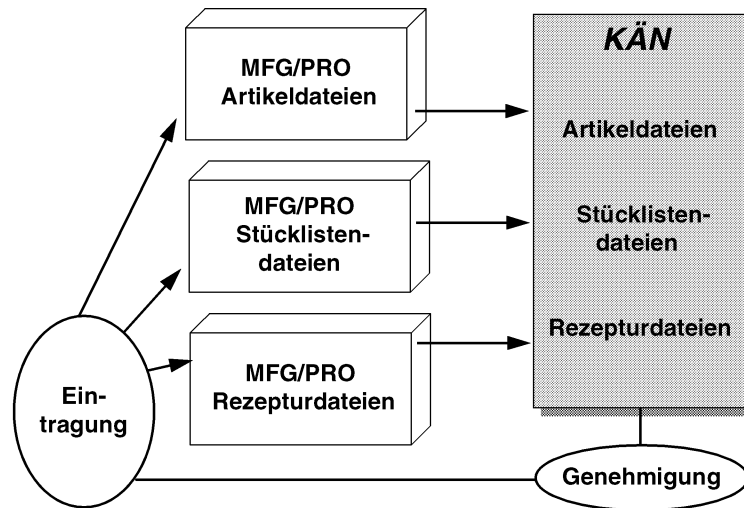 KÄN
MFG/PRO
Artikeldateien
Artikeldateien
MFG/PRO
Stücklisten-
dateien
Stücklisten-
dateien
MFG/PRO
Rezepturdateien
Rezepturdateien
Ein-
tragung
Genehmigung